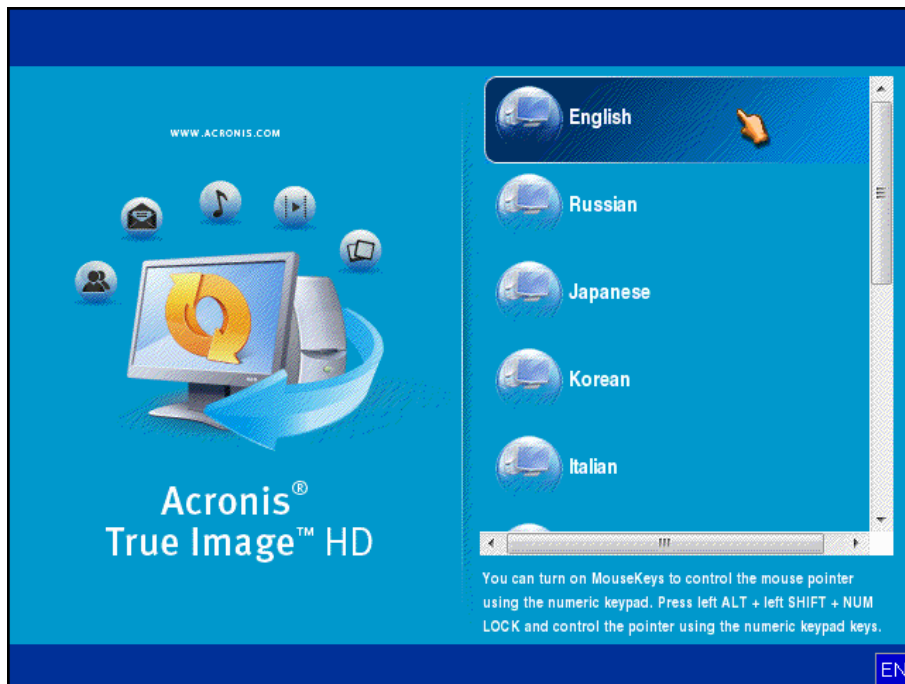 WWW.ACRONIS.COM
Acronis®
True Image™ HD
English
Russian
Japanese
Korean
Italian
You can turn on MouseKeys to control the mouse pointer
using the numeric keypad. Press left ALT + left SHIFT + NUM
LOCK and control the pointer using the numeric keypad keys.
EN